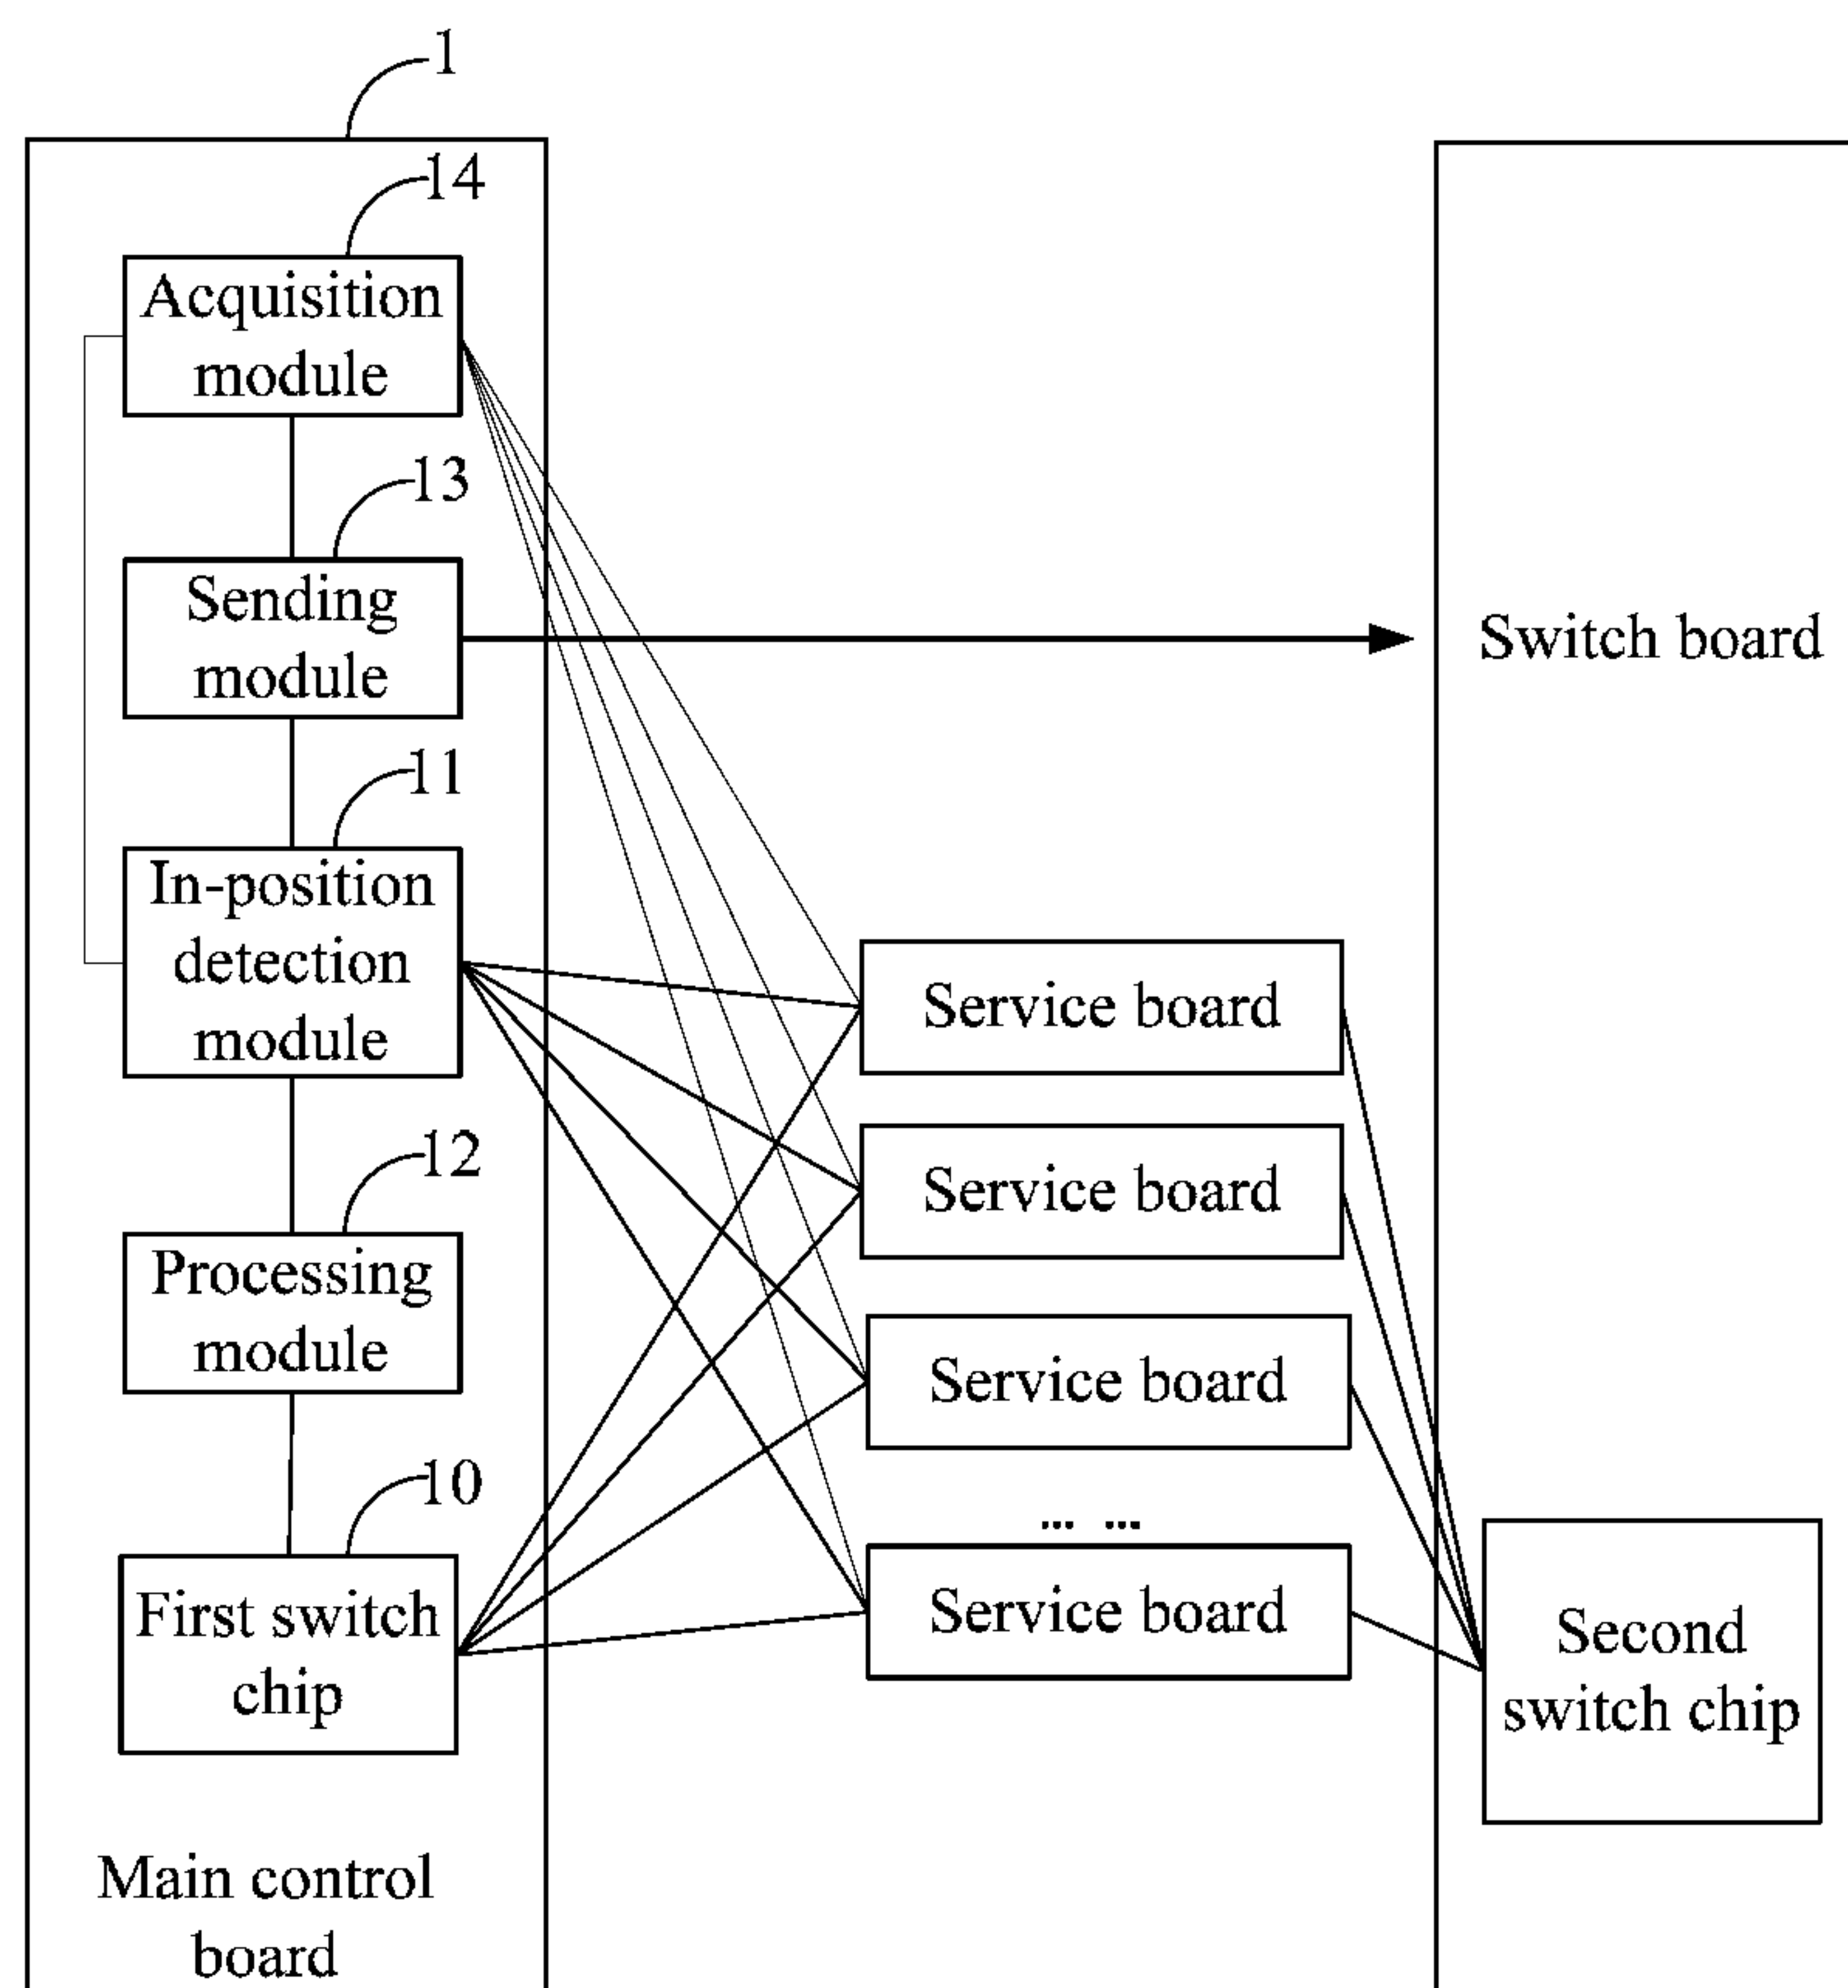 1
14
Acquisition
module
13
Sending
module
Switch board
11
In-position
detection
module
Service board
12
Service board
Processing
module
Service board
10
... ...
First switch
chip
Service board
Second
switch chip
Main control
board